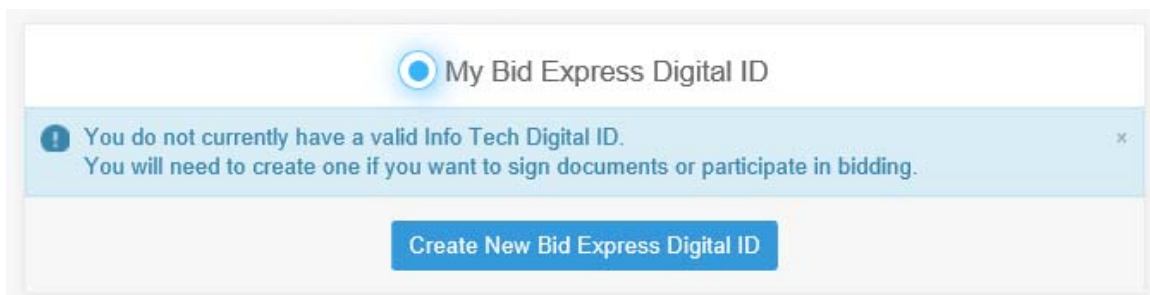 My Bid Express Digital ID
You do not currently have a valid Info Tech Digital ID.
You will need to create one if you want to sign documents or participate in bidding.
Create New Bid Express Digital ID